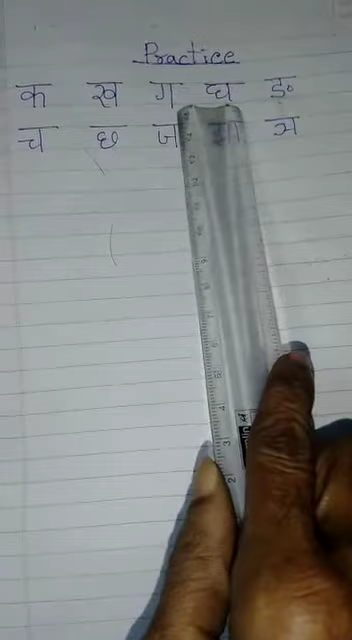 Practice
क ख ग घ ङ
च छ ज झ ञ